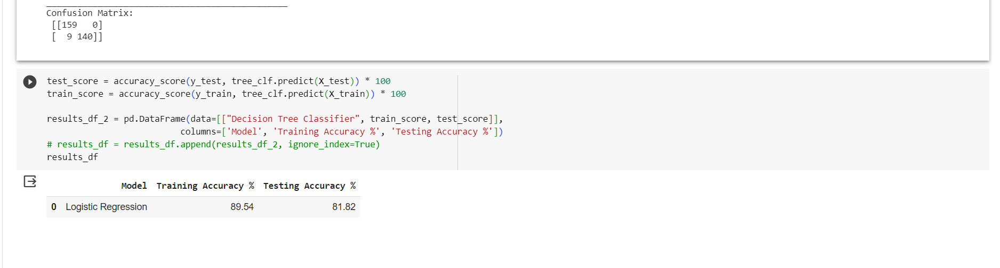 Confusion Matrix:
[[159   0]
[  9 140]]
test_score = accuracy_score(y_test, tree_clf.predict(X_test)) * 100
train_score = accuracy_score(y_train, tree_clf.predict(X_train)) * 100
results_df_2 = pd.DataFrame(data=[["Decision Tree Classifier", train_score, test_score]],
columns=['Model', 'Training Accuracy %', 'Testing Accuracy %'])
# results_df = results_df.append(results_df_2, ignore_index=True)
results_df
Model Training Accuracy % Testing Accuracy %
0 Logistic Regression 89.54 81.82